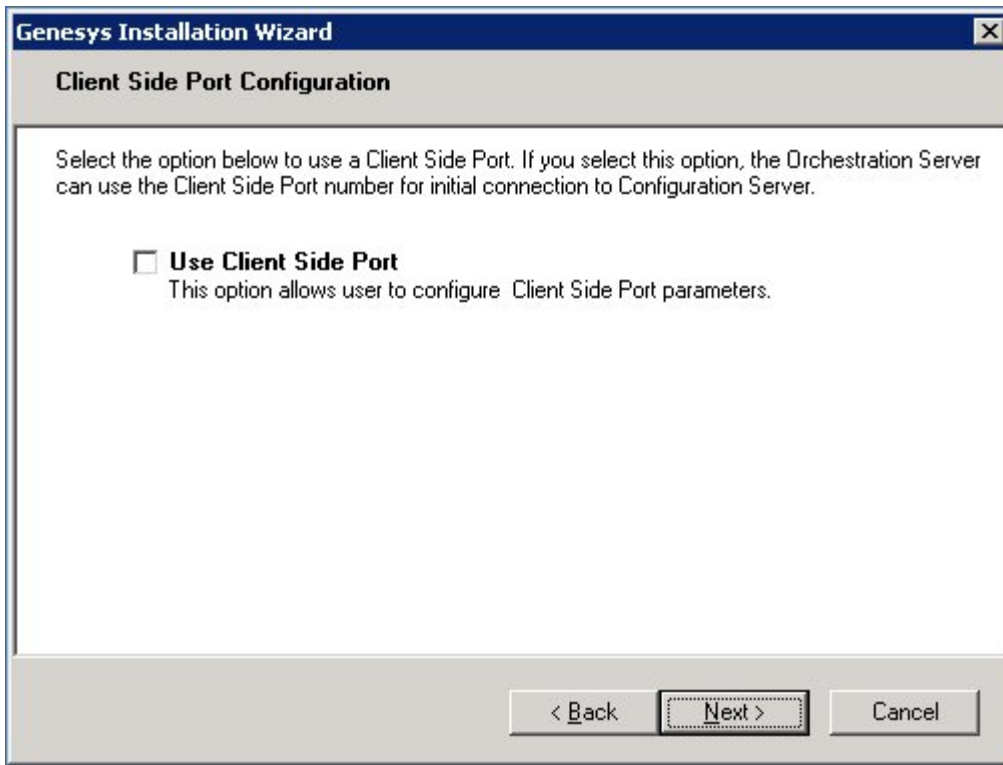 Genesys Installation Wizard
Client Side Port Configuration
Select the option below to use a Client Side Port. If you select this option, the Orchestration Server
can use the Client Side Port number for initial connection to Configuration Server.
Use Client Side Port
This option allows user to configure Client Side Port parameters.
< Back
Next >
Cancel